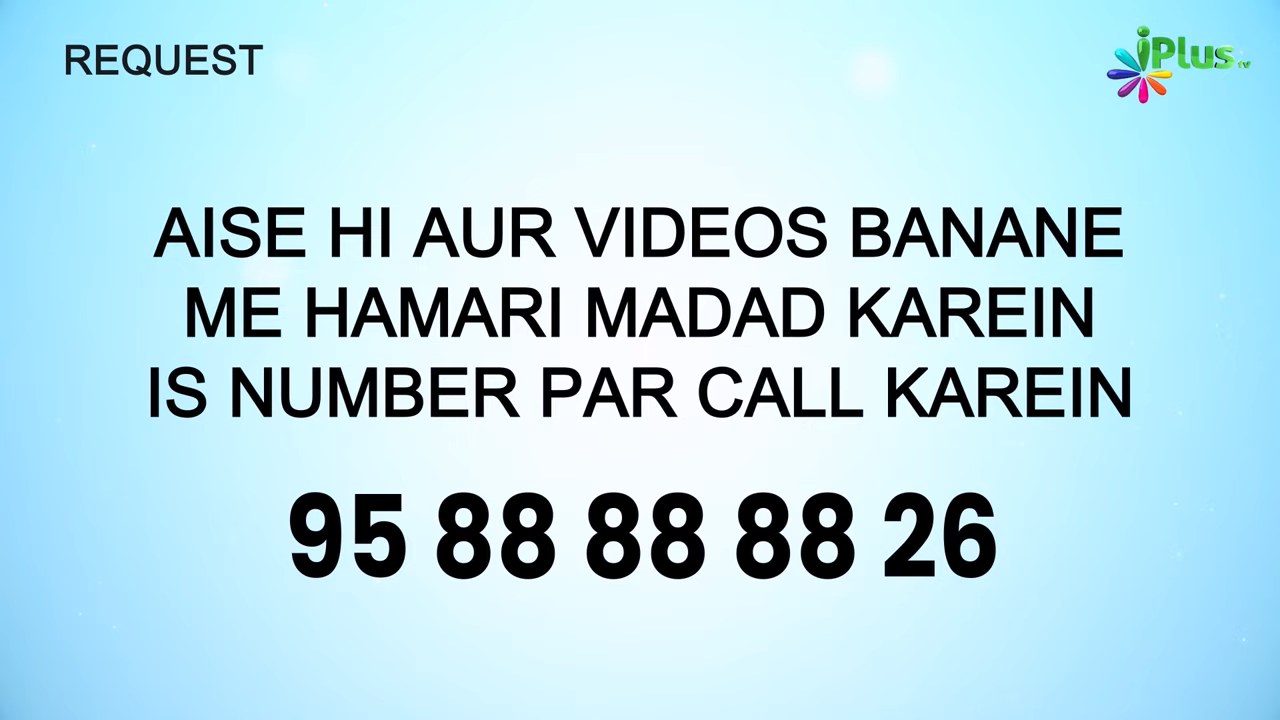 REQUEST
iPlus tv
AISE HI AUR VIDEOS BANANE
ME HAMARI MADAD KAREIN
IS NUMBER PAR CALL KAREIN
95 88 88 88 26